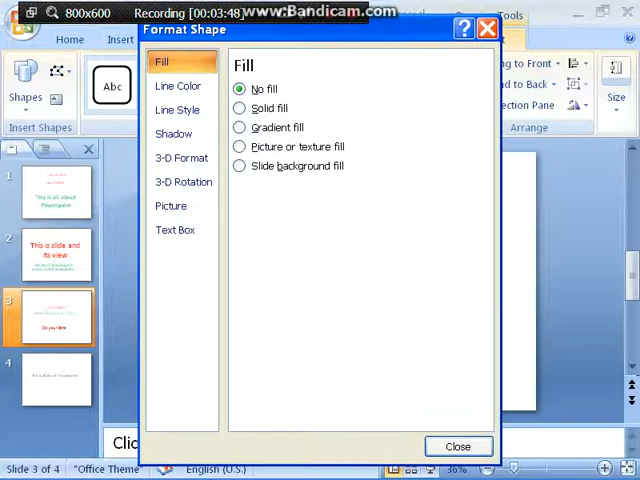 800x600 Recording [00:03:48] www.Bandicam.com
Tools
Format Shape
Home
Insert
Shapes
Abc
Insert Shapes
Fill
Line Color
Line Style
Shadow
3-D Format
3-D Rotation
Picture
Text Box
Fill
No fill
Solid fill
Gradient fill
Picture or texture fill
Slide background fill
Close
to Front
to Back
Size
Arrange
1
This is all about
Powerpoint
2
This is slide and
its view
3
Do your best
4
Clic
Slide 3 of 4
"Office Theme"
English (U.S.)
36%